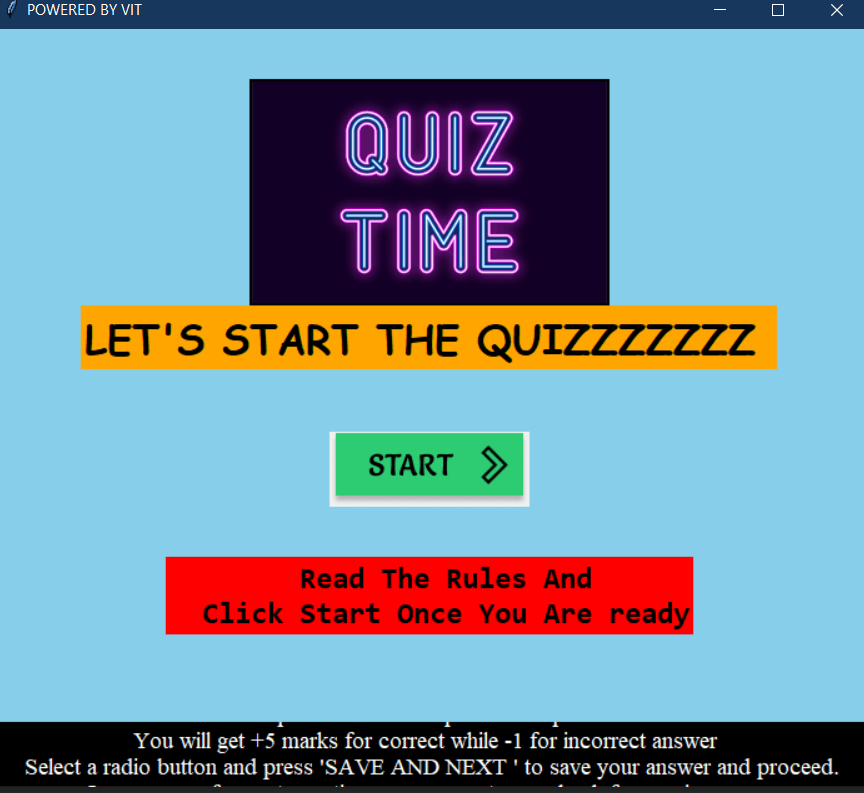 POWERED BY VIT
QUIZ
TIME
LET'S START THE QUIZZZZZZZ
START
Read The Rules And
Click Start Once You Are ready
You will get +5 marks for correct while -1 for incorrect answer
Select a radio button and press 'SAVE AND NEXT ' to save your answer and proceed.